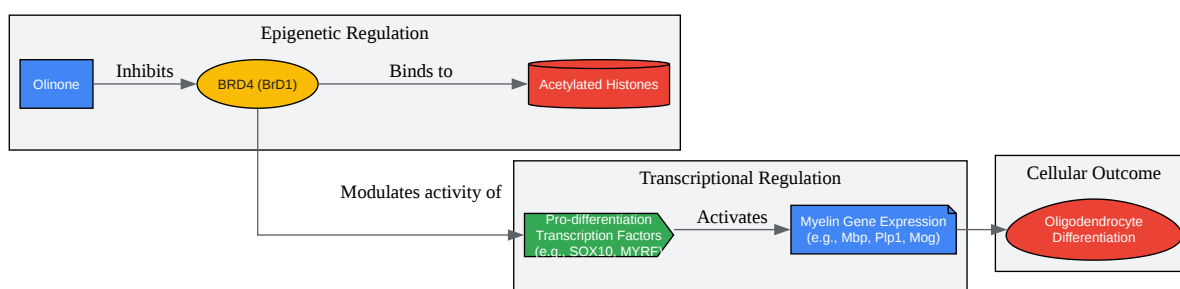 Epigenetic Regulation
Olinone
Inhibits
BRD4 (BrD1)
Binds to
Acetylated Histones
Modulates activity of
Transcriptional Regulation
Pro-differentiation
Transcription Factors
(e.g., SOX10, MYRF)
Activates
Myelin Gene Expression
(e.g., Mbp, Plp1, Mog)
Cellular Outcome
Oligodendrocyte
Differentiation